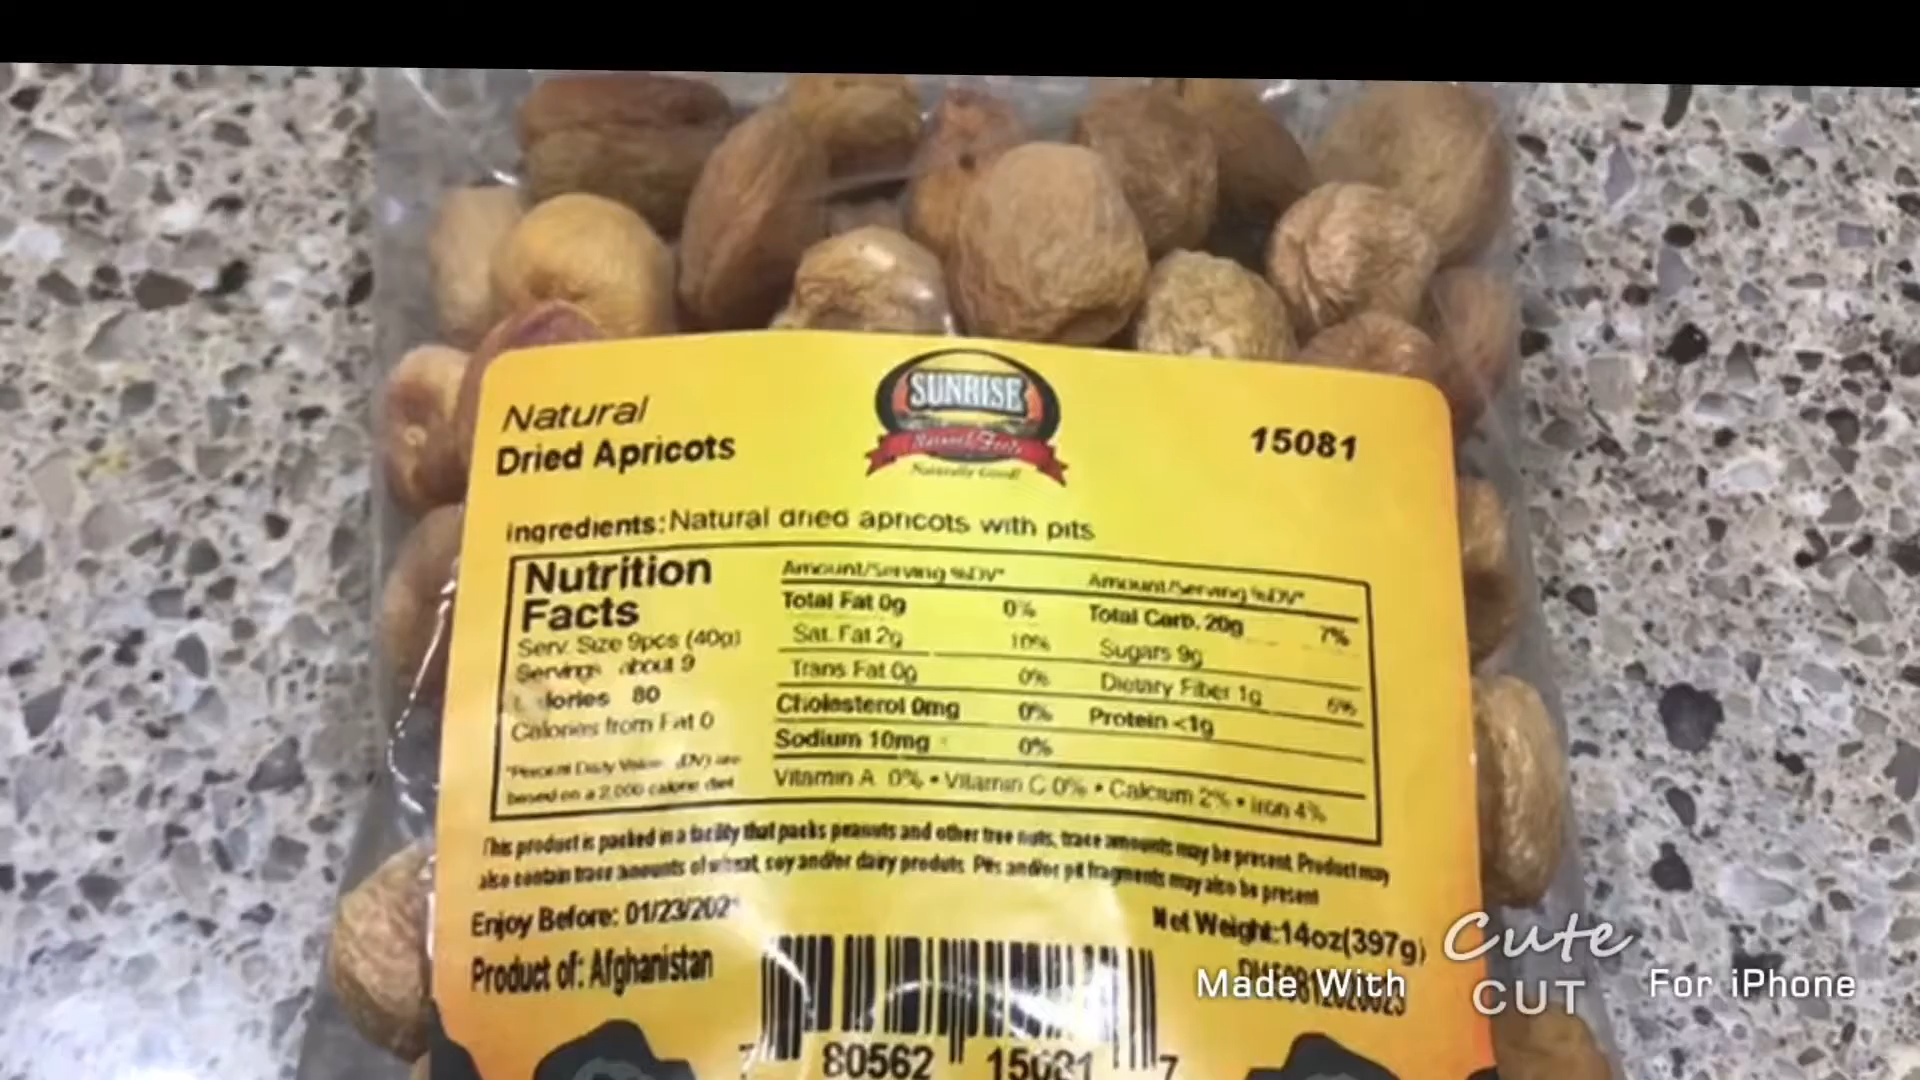 SUNRISE
Natural Foods
Naturally Good!
Natural
Dried Apricots
15081
Ingredients: Natural dried apricots with pits
Nutrition
Facts
Serv. Size 9pcs (40g)
Servings about 9
Calories 80
Calories from Fat 0
*Percent Daily Values (DV) are
based on a 2,000 calorie diet
Amount/Serving %DV*
Total Fat 0g 0%
Sat. Fat 2g 10%
Trans Fat 0g 0%
Cholesterol 0mg 0%
Sodium 10mg 0%
Amount/Serving %DV*
Total Carb. 20g 7%
Sugars 9g
Dietary Fiber 1g 6%
Protein <1g
Vitamin A 0% • Vitamin C 0% • Calcium 2% • Iron 4%
This product is packed in a facility that packs peanuts and other tree nuts, trace amounts may be present. Product may
also contain trace amounts of wheat, soy and/or dairy produts. Pits and/or pit fragments may also be present
Enjoy Before: 01/23/202
Net Weight:14oz(397g)
Product of: Afghanistan
80562 15081 7
Made With Cute CUT For iPhone